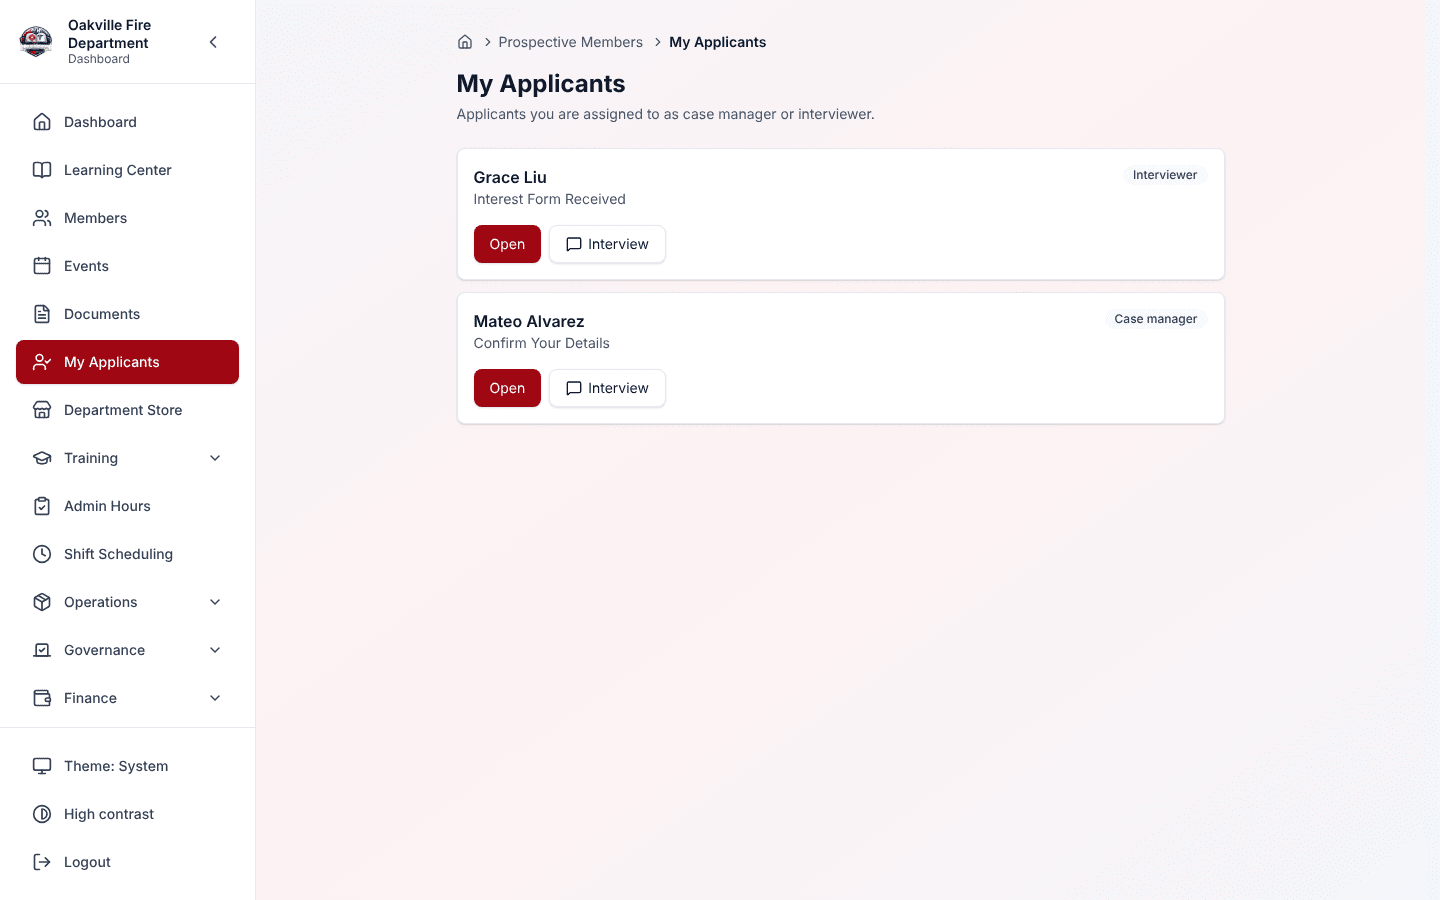 Oakville Fire
Department
Dashboard
Dashboard
Learning Center
Members
Events
Documents
My Applicants
Department Store
Training
Admin Hours
Shift Scheduling
Operations
Governance
Finance
Theme: System
High contrast
Logout
Prospective Members My Applicants
My Applicants
Applicants you are assigned to as case manager or interviewer.
Grace Liu Interviewer
Interest Form Received
Open Interview
Mateo Alvarez Case manager
Confirm Your Details
Open Interview